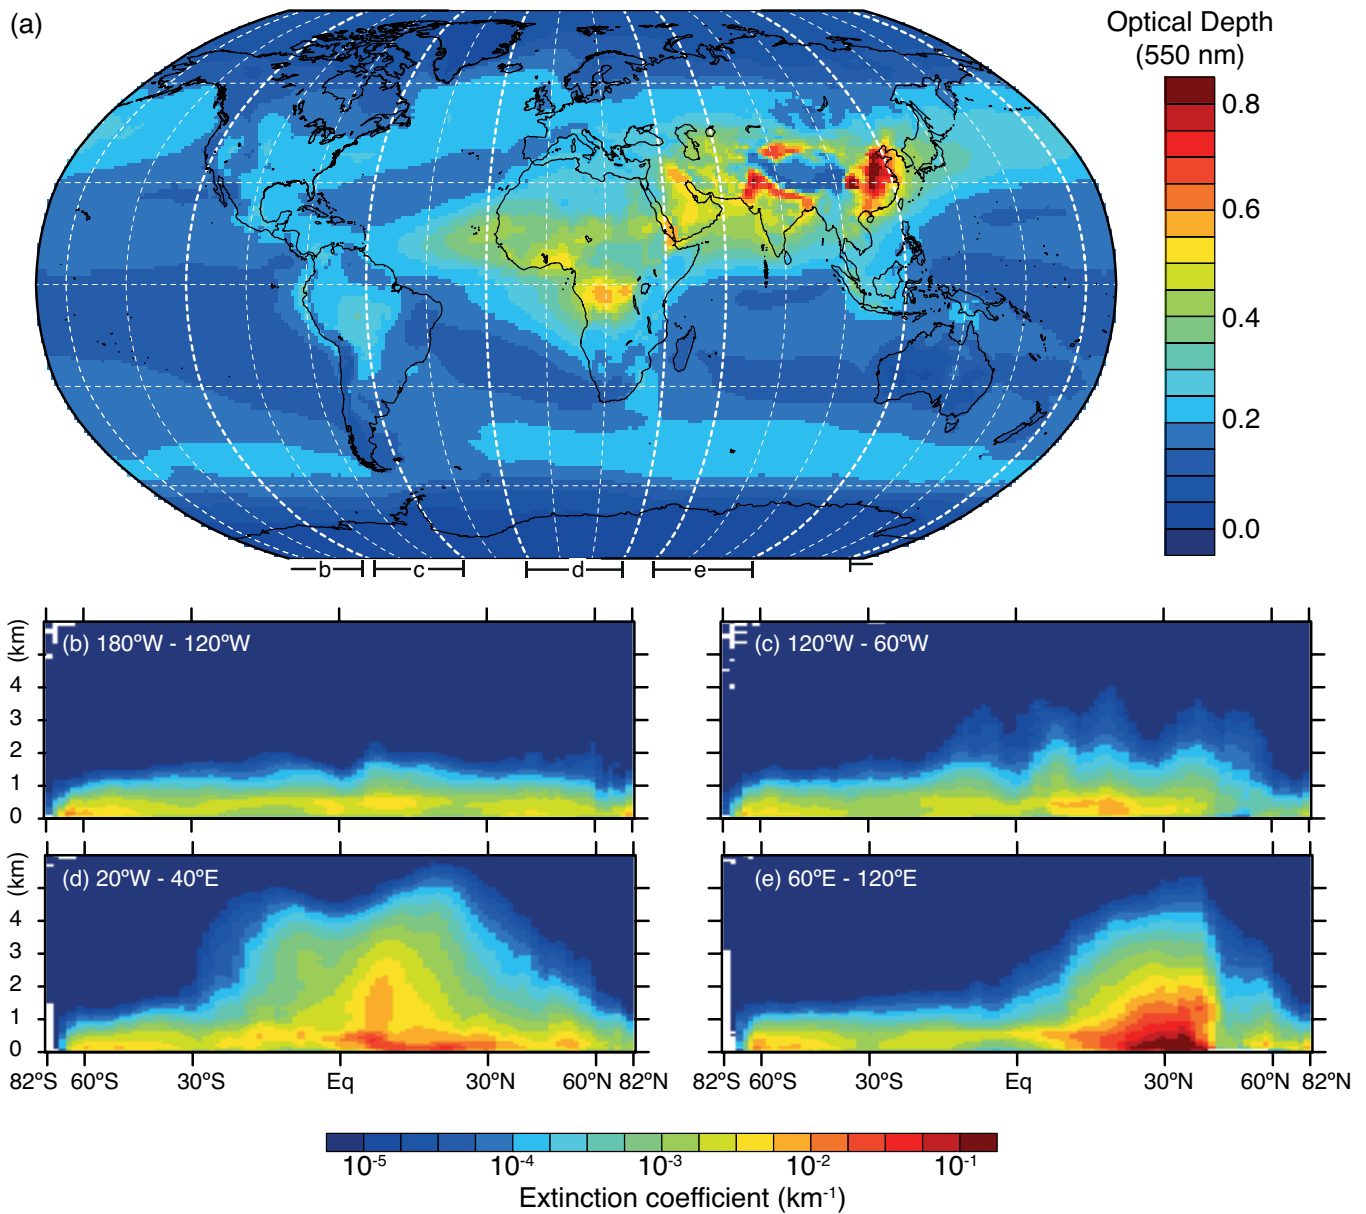 (a)
Optical Depth
(550 nm)
0.8
0.6
0.4
0.2
0.0
b
c
d
e
(km)
4
3
2
1
0
(b) 180ºW - 120ºW
(c) 120ºW - 60ºW
(km)
4
3
2
1
0
(d) 20ºW - 40ºE
(e) 60ºE - 120ºE
82ºS 60ºS 30ºS Eq 30ºN 60ºN 82ºN
82ºS 60ºS 30ºS Eq 30ºN 60ºN 82ºN
10-5 10-4 10-3 10-2 10-1
Extinction coefficient (km-1)